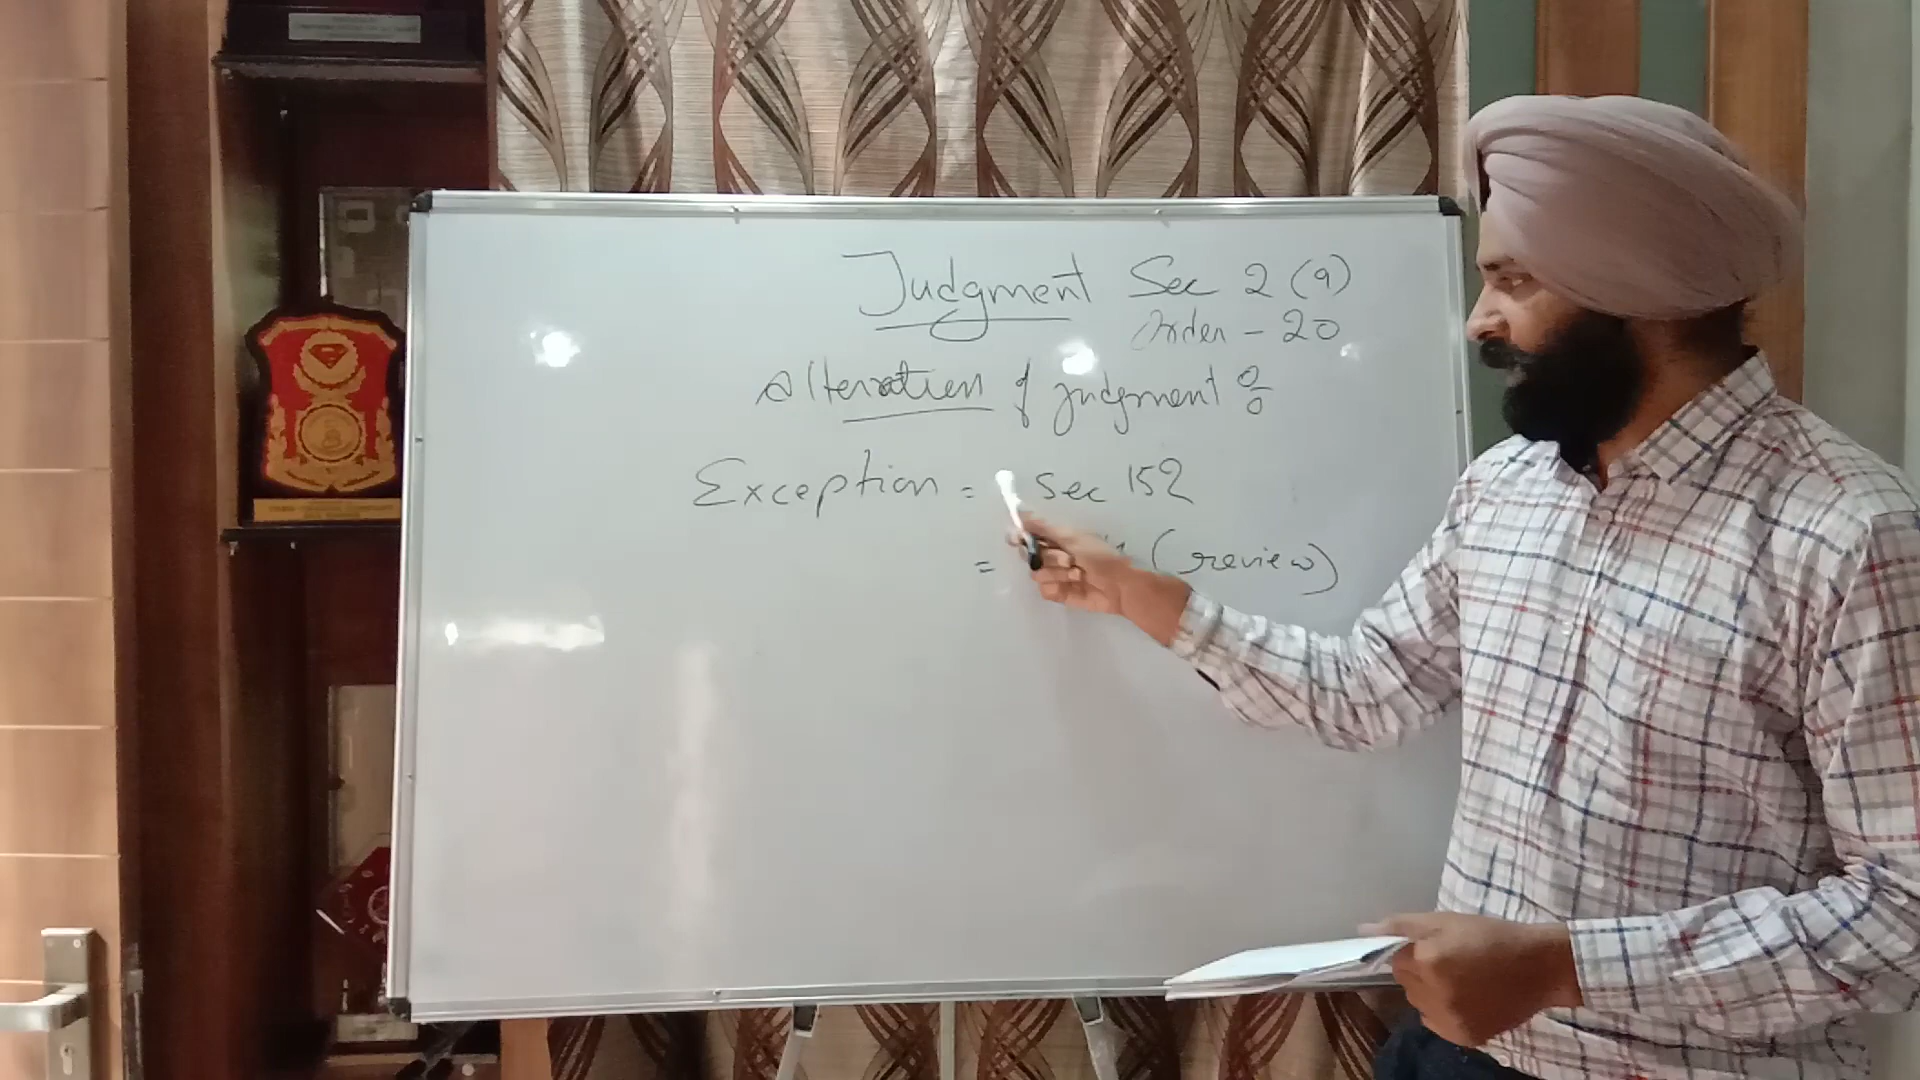 Judgment Sec 2 (9)
Order - 20
Alteration of judgment :
Exception = sec 152
= (review)